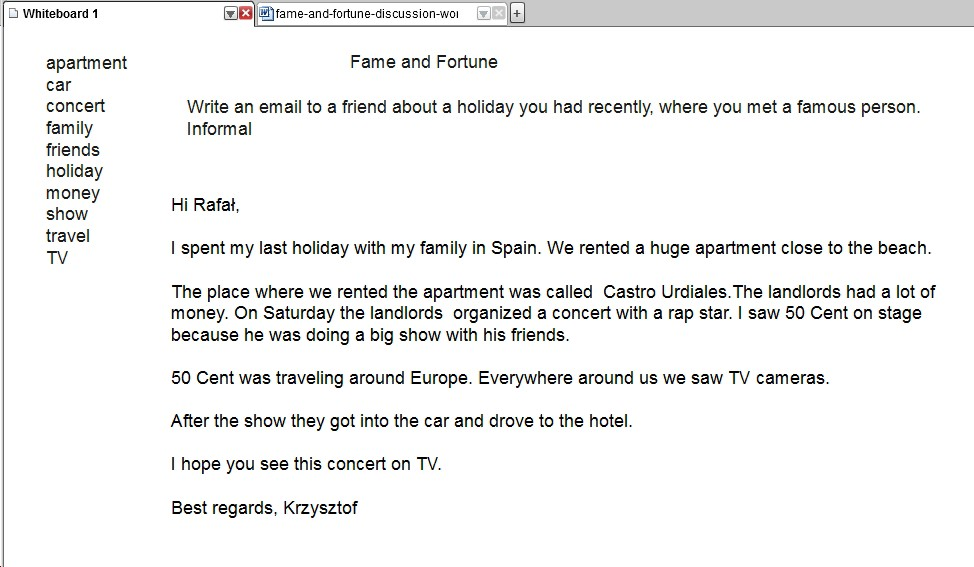 Whiteboard 1
fame-and-fortune-discussion-wor
apartment
car
concert
family
friends
holiday
money
show
travel
TV
Fame and Fortune
Write an email to a friend about a holiday you had recently, where you met a famous person.
Informal
Hi Rafał,
I spent my last holiday with my family in Spain. We rented a huge apartment close to the beach.
The place where we rented the apartment was called  Castro Urdiales.The landlords had a lot of
money. On Saturday the landlords  organized a concert with a rap star. I saw 50 Cent on stage
because he was doing a big show with his friends.
50 Cent was traveling around Europe. Everywhere around us we saw TV cameras.
After the show they got into the car and drove to the hotel.
I hope you see this concert on TV.
Best regards, Krzysztof